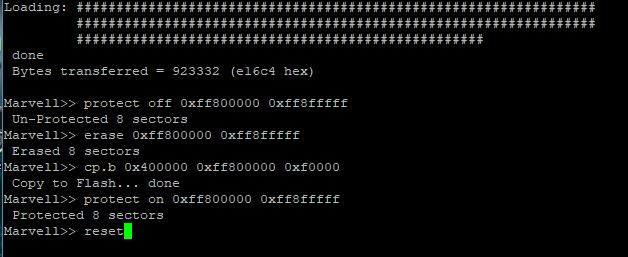 Loading: #################################################################
#################################################################
###################################################
done
Bytes transferred = 923332 (e16c4 hex)
Marvell>> protect off 0xff800000 0xff8fffff
Un-Protected 8 sectors
Marvell>> erase 0xff800000 0xff8fffff
Erased 8 sectors
Marvell>> cp.b 0x400000 0xff800000 0xf0000
Copy to Flash... done
Marvell>> protect on 0xff800000 0xff8fffff
Protected 8 sectors
Marvell>> reset